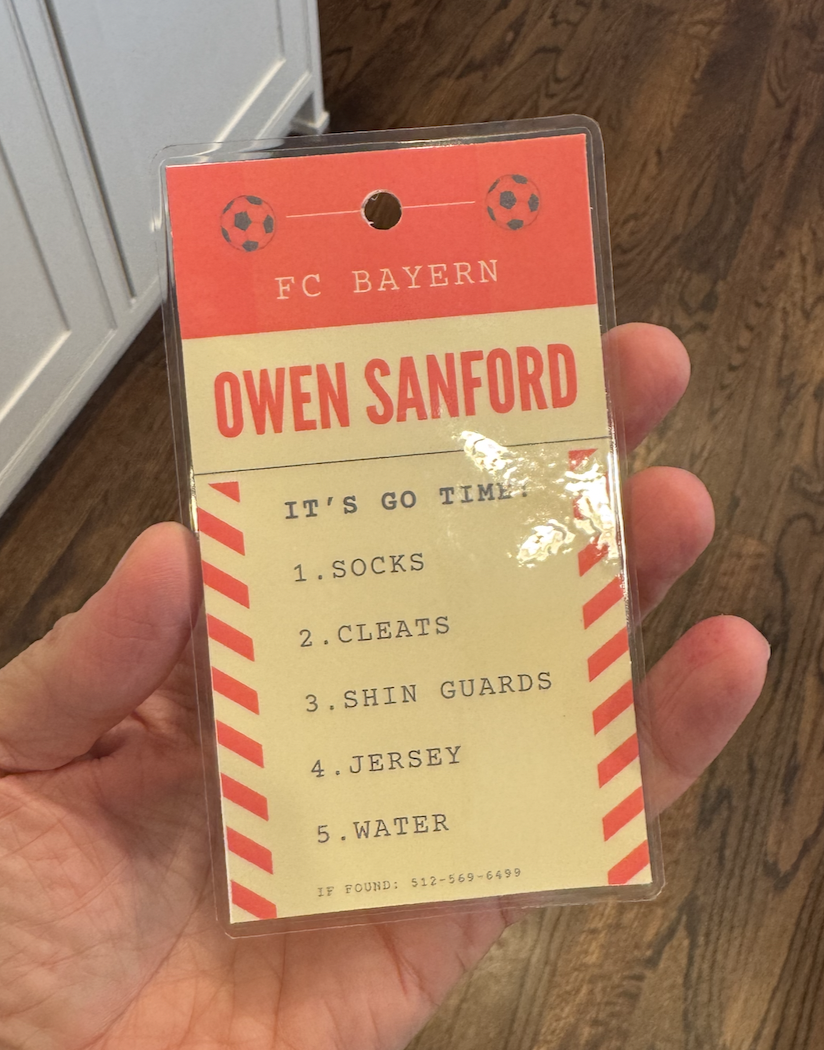 FC BAYERN
OWEN SANFORD
IT'S GO TIME!
1.SOCKS
2.CLEATS
3.SHIN GUARDS
4.JERSEY
5.WATER
IF FOUND: 512-569-6499